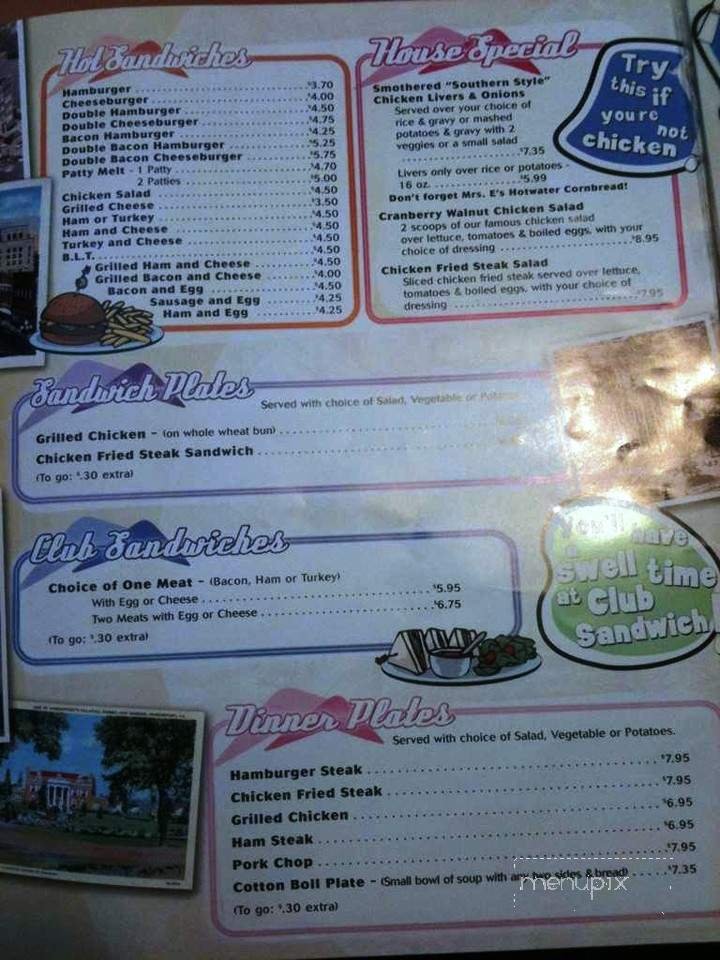 Hot Sandwiches
Hamburger $3.70
Cheeseburger $4.00
Double Hamburger $4.50
Double Cheeseburger $4.75
Bacon Hamburger $4.25
Double Bacon Hamburger $5.25
Double Bacon Cheeseburger $5.75
Patty Melt - 1 Patty $4.70
2 Patties $5.00
Chicken Salad $4.50
Grilled Cheese $3.50
Ham or Turkey $4.50
Ham and Cheese $4.50
Turkey and Cheese $4.50
B.L.T. $4.50
Grilled Ham and Cheese $4.50
Grilled Bacon and Cheese $4.00
Bacon and Egg $4.50
Sausage and Egg $4.25
Ham and Egg $4.25
House Special
Smothered "Southern Style"
Chicken Livers & Onions
Served over your choice of
rice & gravy or mashed
potatoes & gravy with 2
veggies or a small salad
$7.35
Livers only over rice or potatoes -
16 oz. $5.99
Don't forget Mrs. E's Hotwater Cornbread!
Cranberry Walnut Chicken Salad
2 scoops of our famous chicken salad
over lettuce, tomatoes & boiled eggs, with your
choice of dressing $8.95
Chicken Fried Steak Salad
Sliced chicken fried steak served over lettuce,
tomatoes & boiled eggs, with your choice of
dressing $7.95
Try
this if
you're
not
chicken
Sandwich Plates
Served with choice of Salad, Vegetable or
Grilled Chicken - (on whole wheat bun)
Chicken Fried Steak Sandwich
(To go: $.30 extra)
Club Sandwiches
Choice of One Meat - (Bacon, Ham or Turkey)
With Egg or Cheese $5.95
Two Meats with Egg or Cheese $6.75
(To go: $.30 extra)
You'll have
a
swell time
at Club
Sandwich!
Dinner Plates
Served with choice of Salad, Vegetable or Potatoes.
Hamburger Steak $7.95
Chicken Fried Steak $7.95
Grilled Chicken $6.95
Ham Steak $6.95
Pork Chop $7.95
Cotton Boll Plate - (Small bowl of soup with any two sides & bread) $7.35
(To go: $.30 extra)
menupix